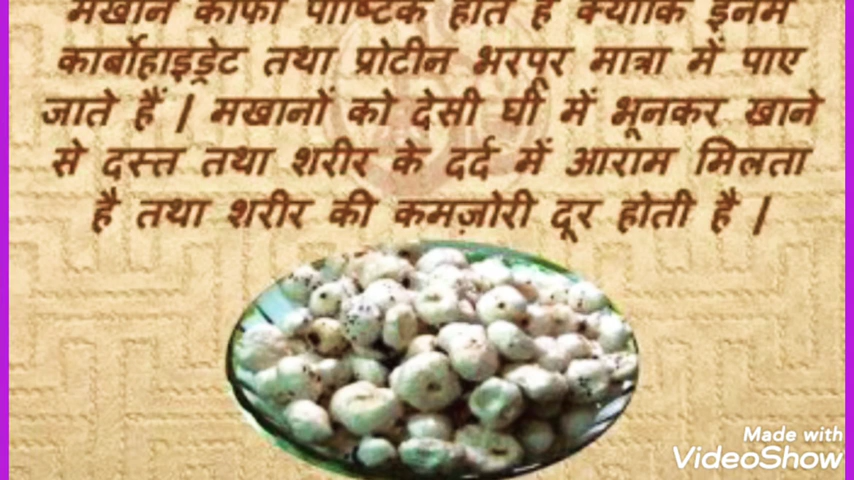 मखाने काफी पौष्टिक होते हैं क्योंकि इनमें
कार्बोहाइड्रेट तथा प्रोटीन भरपूर मात्रा में पाए
जाते हैं | मखानों को देसी घी में भूनकर खाने
से दस्त तथा शरीर के दर्द में आराम मिलता
है तथा शरीर की कमज़ोरी दूर होती है |
Made with
VideoShow